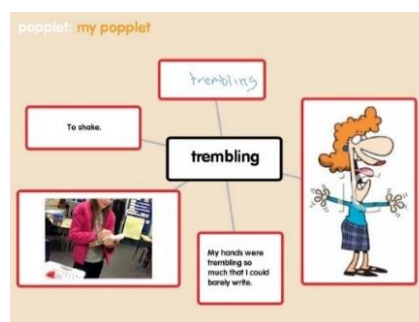 popplet: my popplet
trembling
To shake.
trembling
My hands were
trembling so
much that I could
barely write.